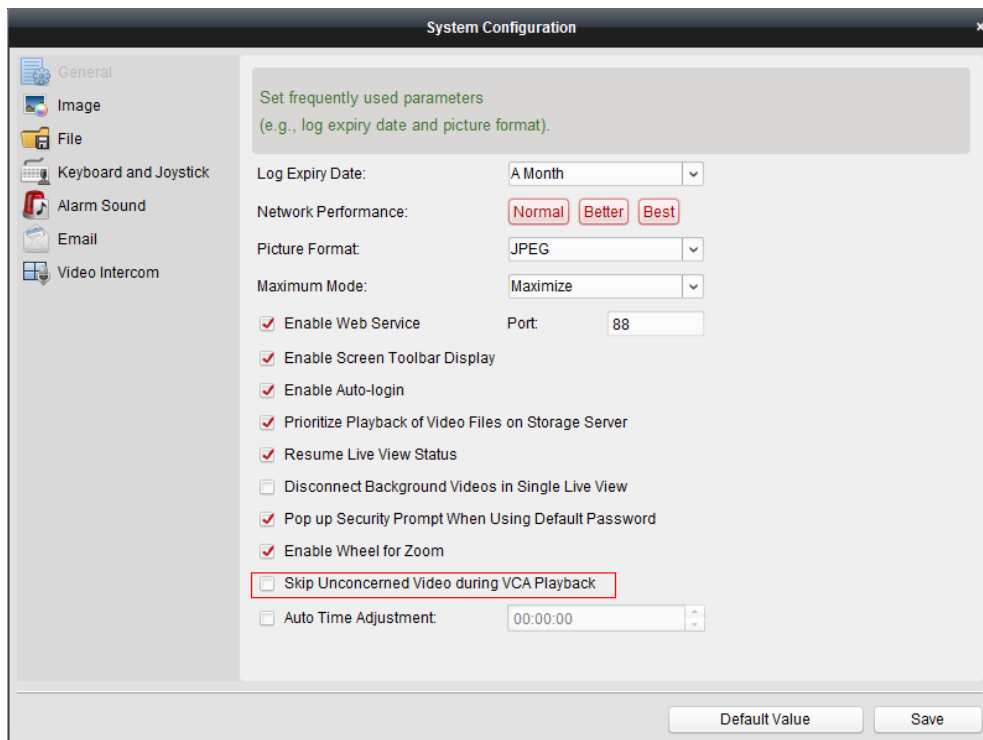 System Configuration
General
Image
File
Keyboard and Joystick
Alarm Sound
Email
Video Intercom
Set frequently used parameters
(e.g., log expiry date and picture format).
Log Expiry Date: A Month
Network Performance: Normal Better Best
Picture Format: JPEG
Maximum Mode: Maximize
Enable Web Service Port: 88
Enable Screen Toolbar Display
Enable Auto-login
Prioritize Playback of Video Files on Storage Server
Resume Live View Status
Disconnect Background Videos in Single Live View
Pop up Security Prompt When Using Default Password
Enable Wheel for Zoom
Skip Unconcerned Video during VCA Playback
Auto Time Adjustment: 00:00:00
Default Value Save